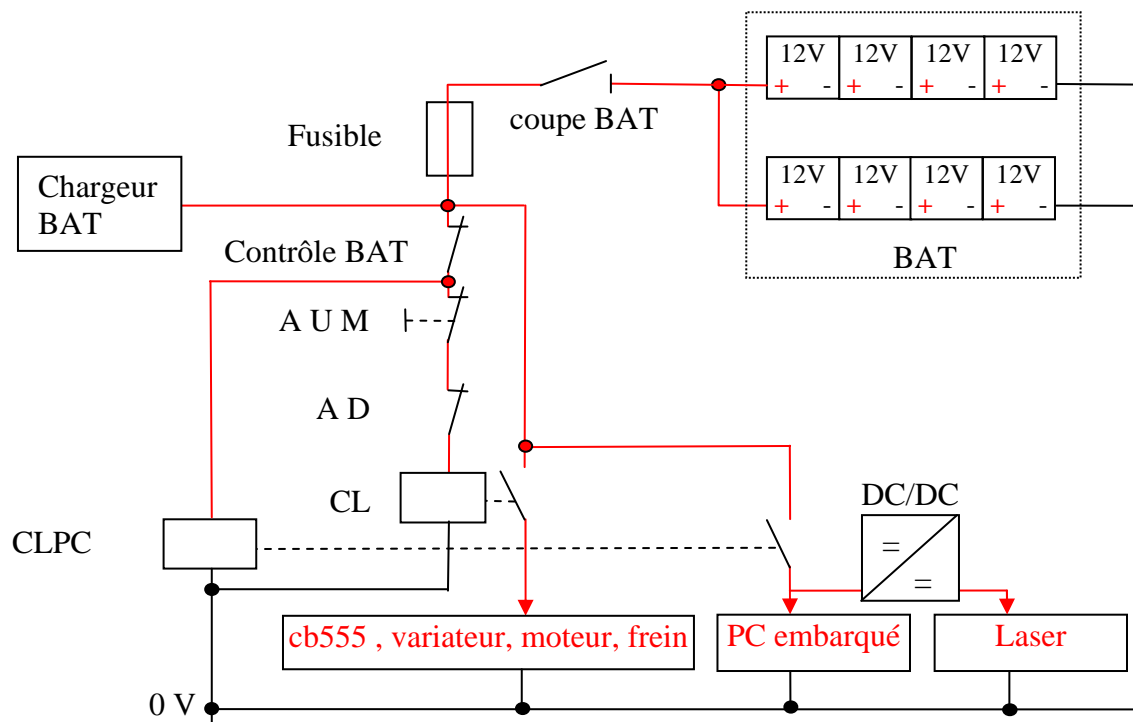 12V 12V 12V 12V
+ - + - + - + -
coupe BAT
Fusible
12V 12V 12V 12V
+ - + - + - + -
BAT
Chargeur
BAT
Contrôle BAT
A U M
A D
CL
DC/DC
=
=
CLPC
cb555 , variateur, moteur, frein
PC embarqué
Laser
0 V